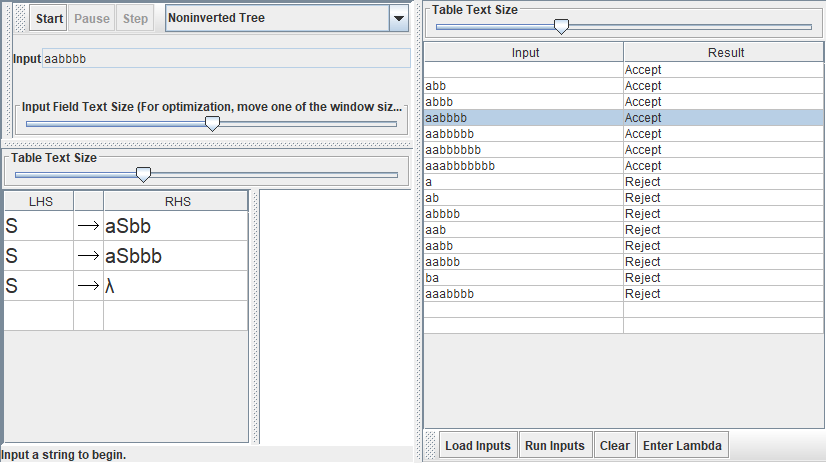 Start Pause Step Noninverted Tree
Input aabbbb
Input Field Text Size (For optimization, move one of the window siz...
Table Text Size
LHS RHS
S → aSbb
S → aSbbb
S → λ
Input a string to begin.
Table Text Size
Input Result
Accept
abb Accept
abbb Accept
aabbbb Accept
aabbbbb Accept
aabbbbbb Accept
aaabbbbbbb Accept
a Reject
ab Reject
abbbb Reject
aab Reject
aabb Reject
aabbb Reject
ba Reject
aaabbbb Reject
Load Inputs Run Inputs Clear Enter Lambda